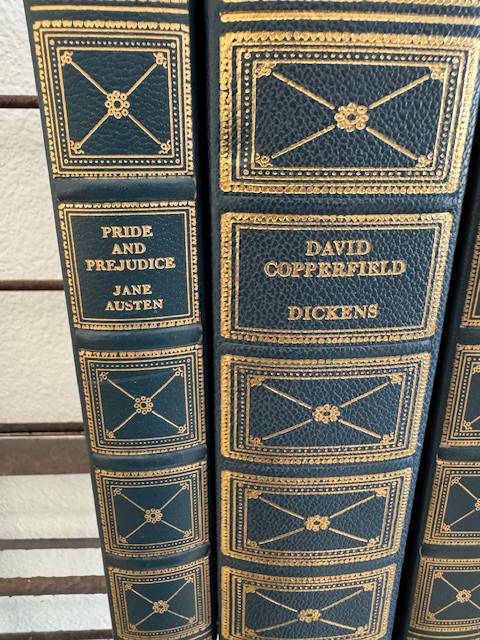 PRIDE
AND
PREJUDICE
JANE
AUSTEN
DAVID
COPPERFIELD
DICKENS